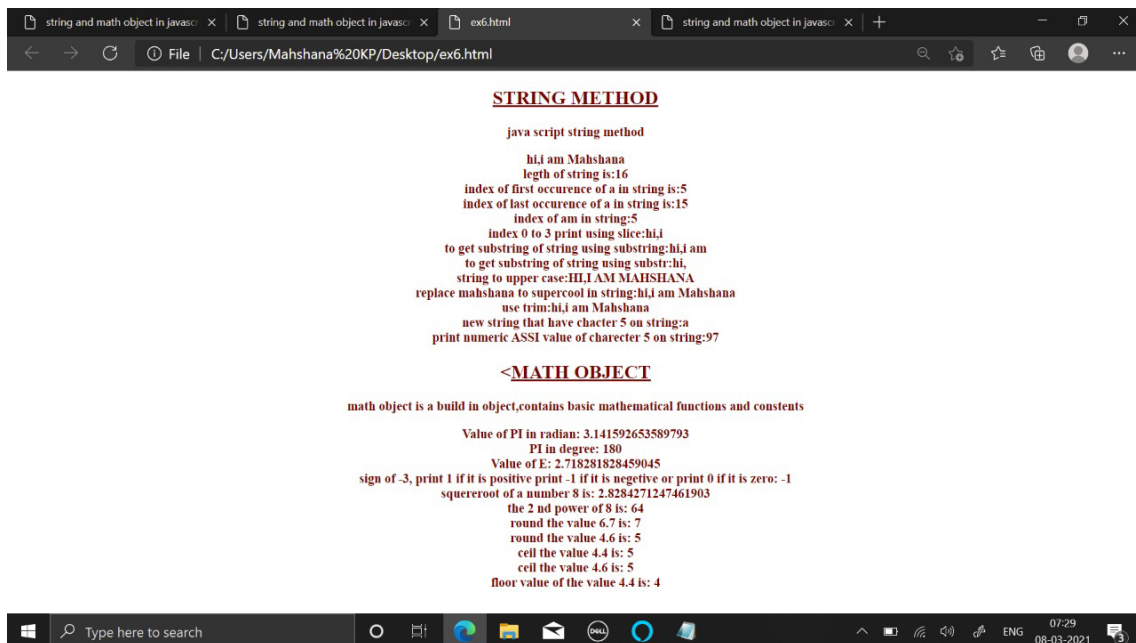 string and math object in javascr
string and math object in javascr
ex6.html
string and math object in javascr
File | C:/Users/Mahshana%20KP/Desktop/ex6.html
STRING METHOD
java script string method
hi,i am Mahshana
legth of string is:16
index of first occurence of a in string is:5
index of last occurence of a in string is:15
index of am in string:5
index 0 to 3 print using slice:hi,i
to get substring of string using substring:hi,i am
to get substring of string using substr:hi,
string to upper case:HI,I AM MAHSHANA
replace mahshana to supercool in string:hi,i am Mahshana
use trim:hi,i am Mahshana
new string that have chacter 5 on string:a
print numeric ASSI value of charecter 5 on string:97
<MATH OBJECT
math object is a build in object,contains basic mathematical functions and constents
Value of PI in radian: 3.141592653589793
PI in degree: 180
Value of E: 2.718281828459045
sign of -3, print 1 if it is positive print -1 if it is negetive or print 0 if it is zero: -1
squereroot of a number 8 is: 2.8284271247461903
the 2 nd power of 8 is: 64
round the value 6.7 is: 7
round the value 4.6 is: 5
ceil the value 4.4 is: 5
ceil the value 4.6 is: 5
floor value of the value 4.4 is: 4
Type here to search
DELL
ENG
07:29
08-03-2021
3